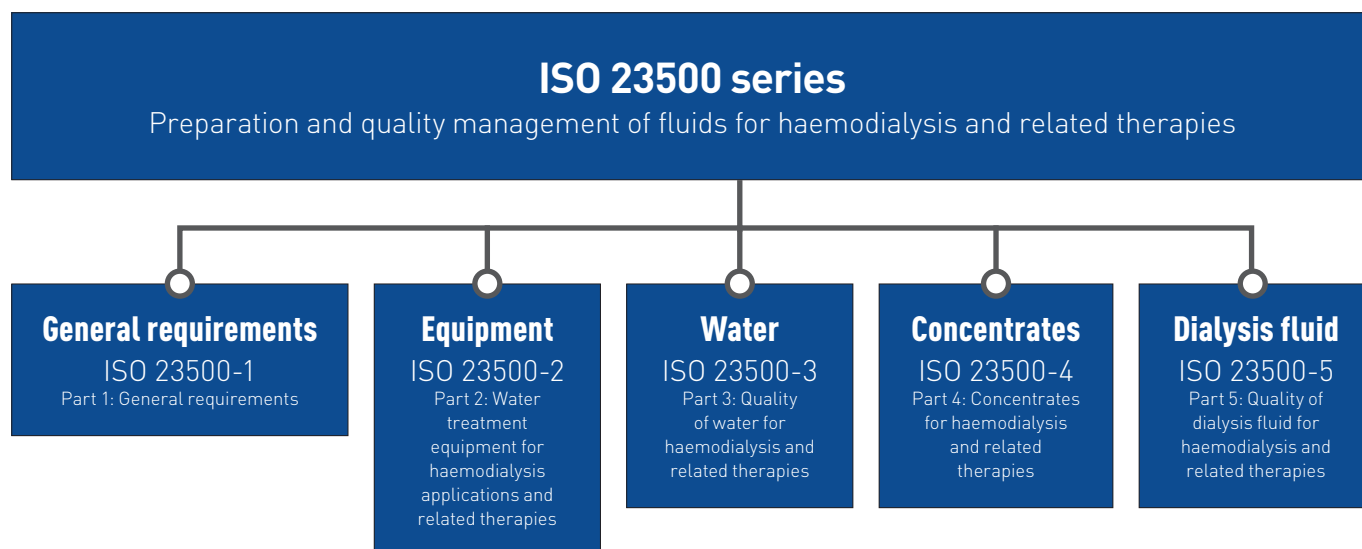 ISO 23500 series
Preparation and quality management of fluids for haemodialysis and related therapies
General requirements
ISO 23500-1
Part 1: General requirements
Equipment
ISO 23500-2
Part 2: Water
treatment
equipment for
haemodialysis
applications and
related therapies
Water
ISO 23500-3
Part 3: Quality
of water for
haemodialysis and
related therapies
Concentrates
ISO 23500-4
Part 4: Concentrates
for haemodialysis
and related
therapies
Dialysis fluid
ISO 23500-5
Part 5: Quality of
dialysis fluid for
haemodialysis and
related therapies